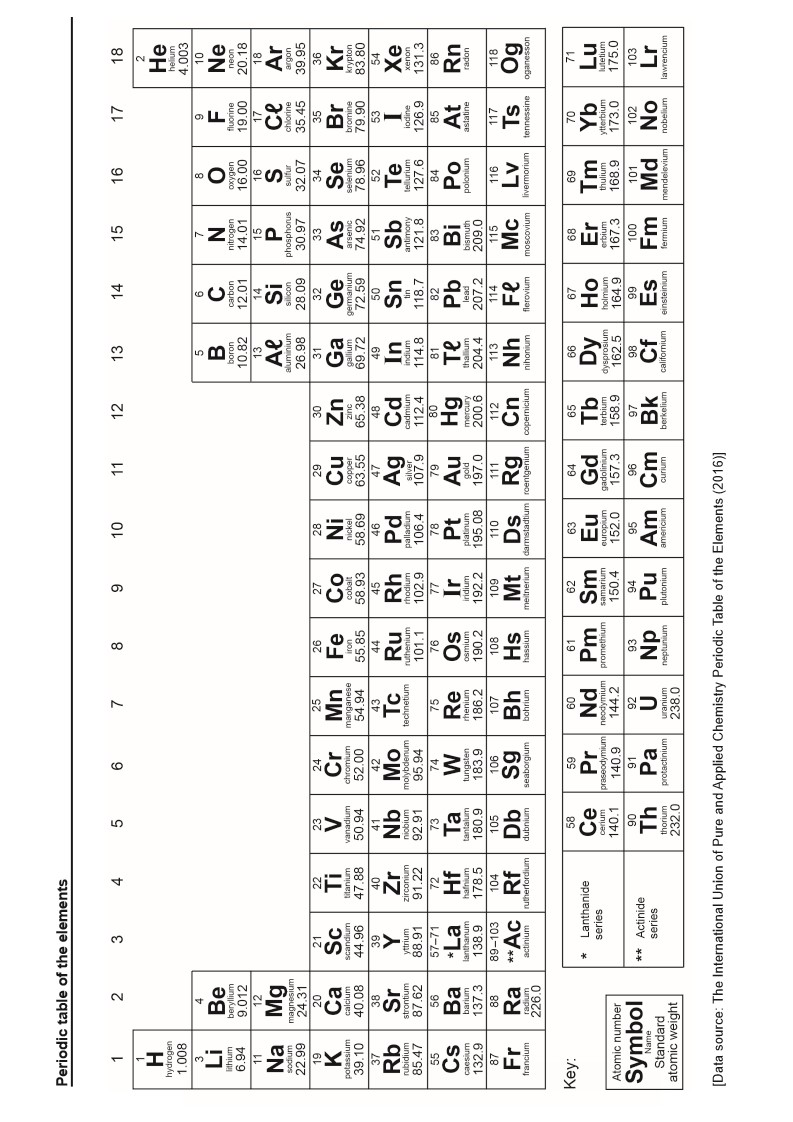 Periodic table of the elements
1 2 3 4 5 6 7 8 9 10 11 12 13 14 15 16 17 18
1 2
H He
hydrogen helium
1.008 4.003
3 4 5 6 7 8 9 10
Li Be B C N O F Ne
lithium beryllium boron carbon nitrogen oxygen fluorine neon
6.94 9.012 10.82 12.01 14.01 16.00 19.00 20.18
11 12 13 14 15 16 17 18
Na Mg Aℓ Si P S Cℓ Ar
sodium magnesium aluminium silicon phosphorus sulfur chlorine argon
22.99 24.31 26.98 28.09 30.97 32.07 35.45 39.95
19 20 21 22 23 24 25 26 27 28 29 30 31 32 33 34 35 36
K Ca Sc Ti V Cr Mn Fe Co Ni Cu Zn Ga Ge As Se Br Kr
potassium calcium scandium titanium vanadium chromium manganese iron cobalt nickel copper zinc gallium germanium arsenic selenium bromine krypton
39.10 40.08 44.96 47.88 50.94 52.00 54.94 55.85 58.93 58.69 63.55 65.38 69.72 72.59 74.92 78.96 79.90 83.80
37 38 39 40 41 42 43 44 45 46 47 48 49 50 51 52 53 54
Rb Sr Y Zr Nb Mo Tc Ru Rh Pd Ag Cd In Sn Sb Te I Xe
rubidium strontium yttrium zirconium niobium molybdenum technetium ruthenium rhodium palladium silver cadmium indium tin antimony tellurium iodine xenon
85.47 87.62 88.91 91.22 92.91 95.94 101.1 102.9 106.4 107.9 112.4 114.8 118.7 121.8 127.6 126.9 131.3
55 56 57–71 72 73 74 75 76 77 78 79 80 81 82 83 84 85 86
Cs Ba *La Hf Ta W Re Os Ir Pt Au Hg Tℓ Pb Bi Po At Rn
caesium barium lanthanum hafnium tantalum tungsten rhenium osmium iridium platinum gold mercury thallium lead bismuth polonium astatine radon
132.9 137.3 138.9 178.5 180.9 183.9 186.2 190.2 192.2 195.08 197.0 200.6 204.4 207.2 209.0
87 88 89–103 104 105 106 107 108 109 110 111 112 113 114 115 116 117 118
Fr Ra **Ac Rf Db Sg Bh Hs Mt Ds Rg Cn Nh Fℓ Mc Lv Ts Og
francium radium actinium rutherfordium dubnium seaborgium bohrium hassium meitnerium darmstadtium roentgenium copernicium nihonium flerovium moscovium livermorium tennessine oganesson
226.0
Key:
Atomic number
Symbol
Name
Standard
atomic weight
* Lanthanide
series
58 59 60 61 62 63 64 65 66 67 68 69 70 71
Ce Pr Nd Pm Sm Eu Gd Tb Dy Ho Er Tm Yb Lu
cerium praseodymium neodymium promethium samarium europium gadolinum terbium dysprosium holmium erbium thulium ytterbium lutetium
140.1 140.9 144.2 150.4 152.0 157.3 158.9 162.5 164.9 167.3 168.9 173.0 175.0
** Actinide
series
90 91 92 93 94 95 96 97 98 99 100 101 102 103
Th Pa U Np Pu Am Cm Bk Cf Es Fm Md No Lr
thorium protactinium uranium neptunium plutonium americium curium berkelium californium einsteinium fermium mendelevium nobelium lawrencium
232.0 238.0
[Data source: The International Union of Pure and Applied Chemistry Periodic Table of the Elements (2016)]